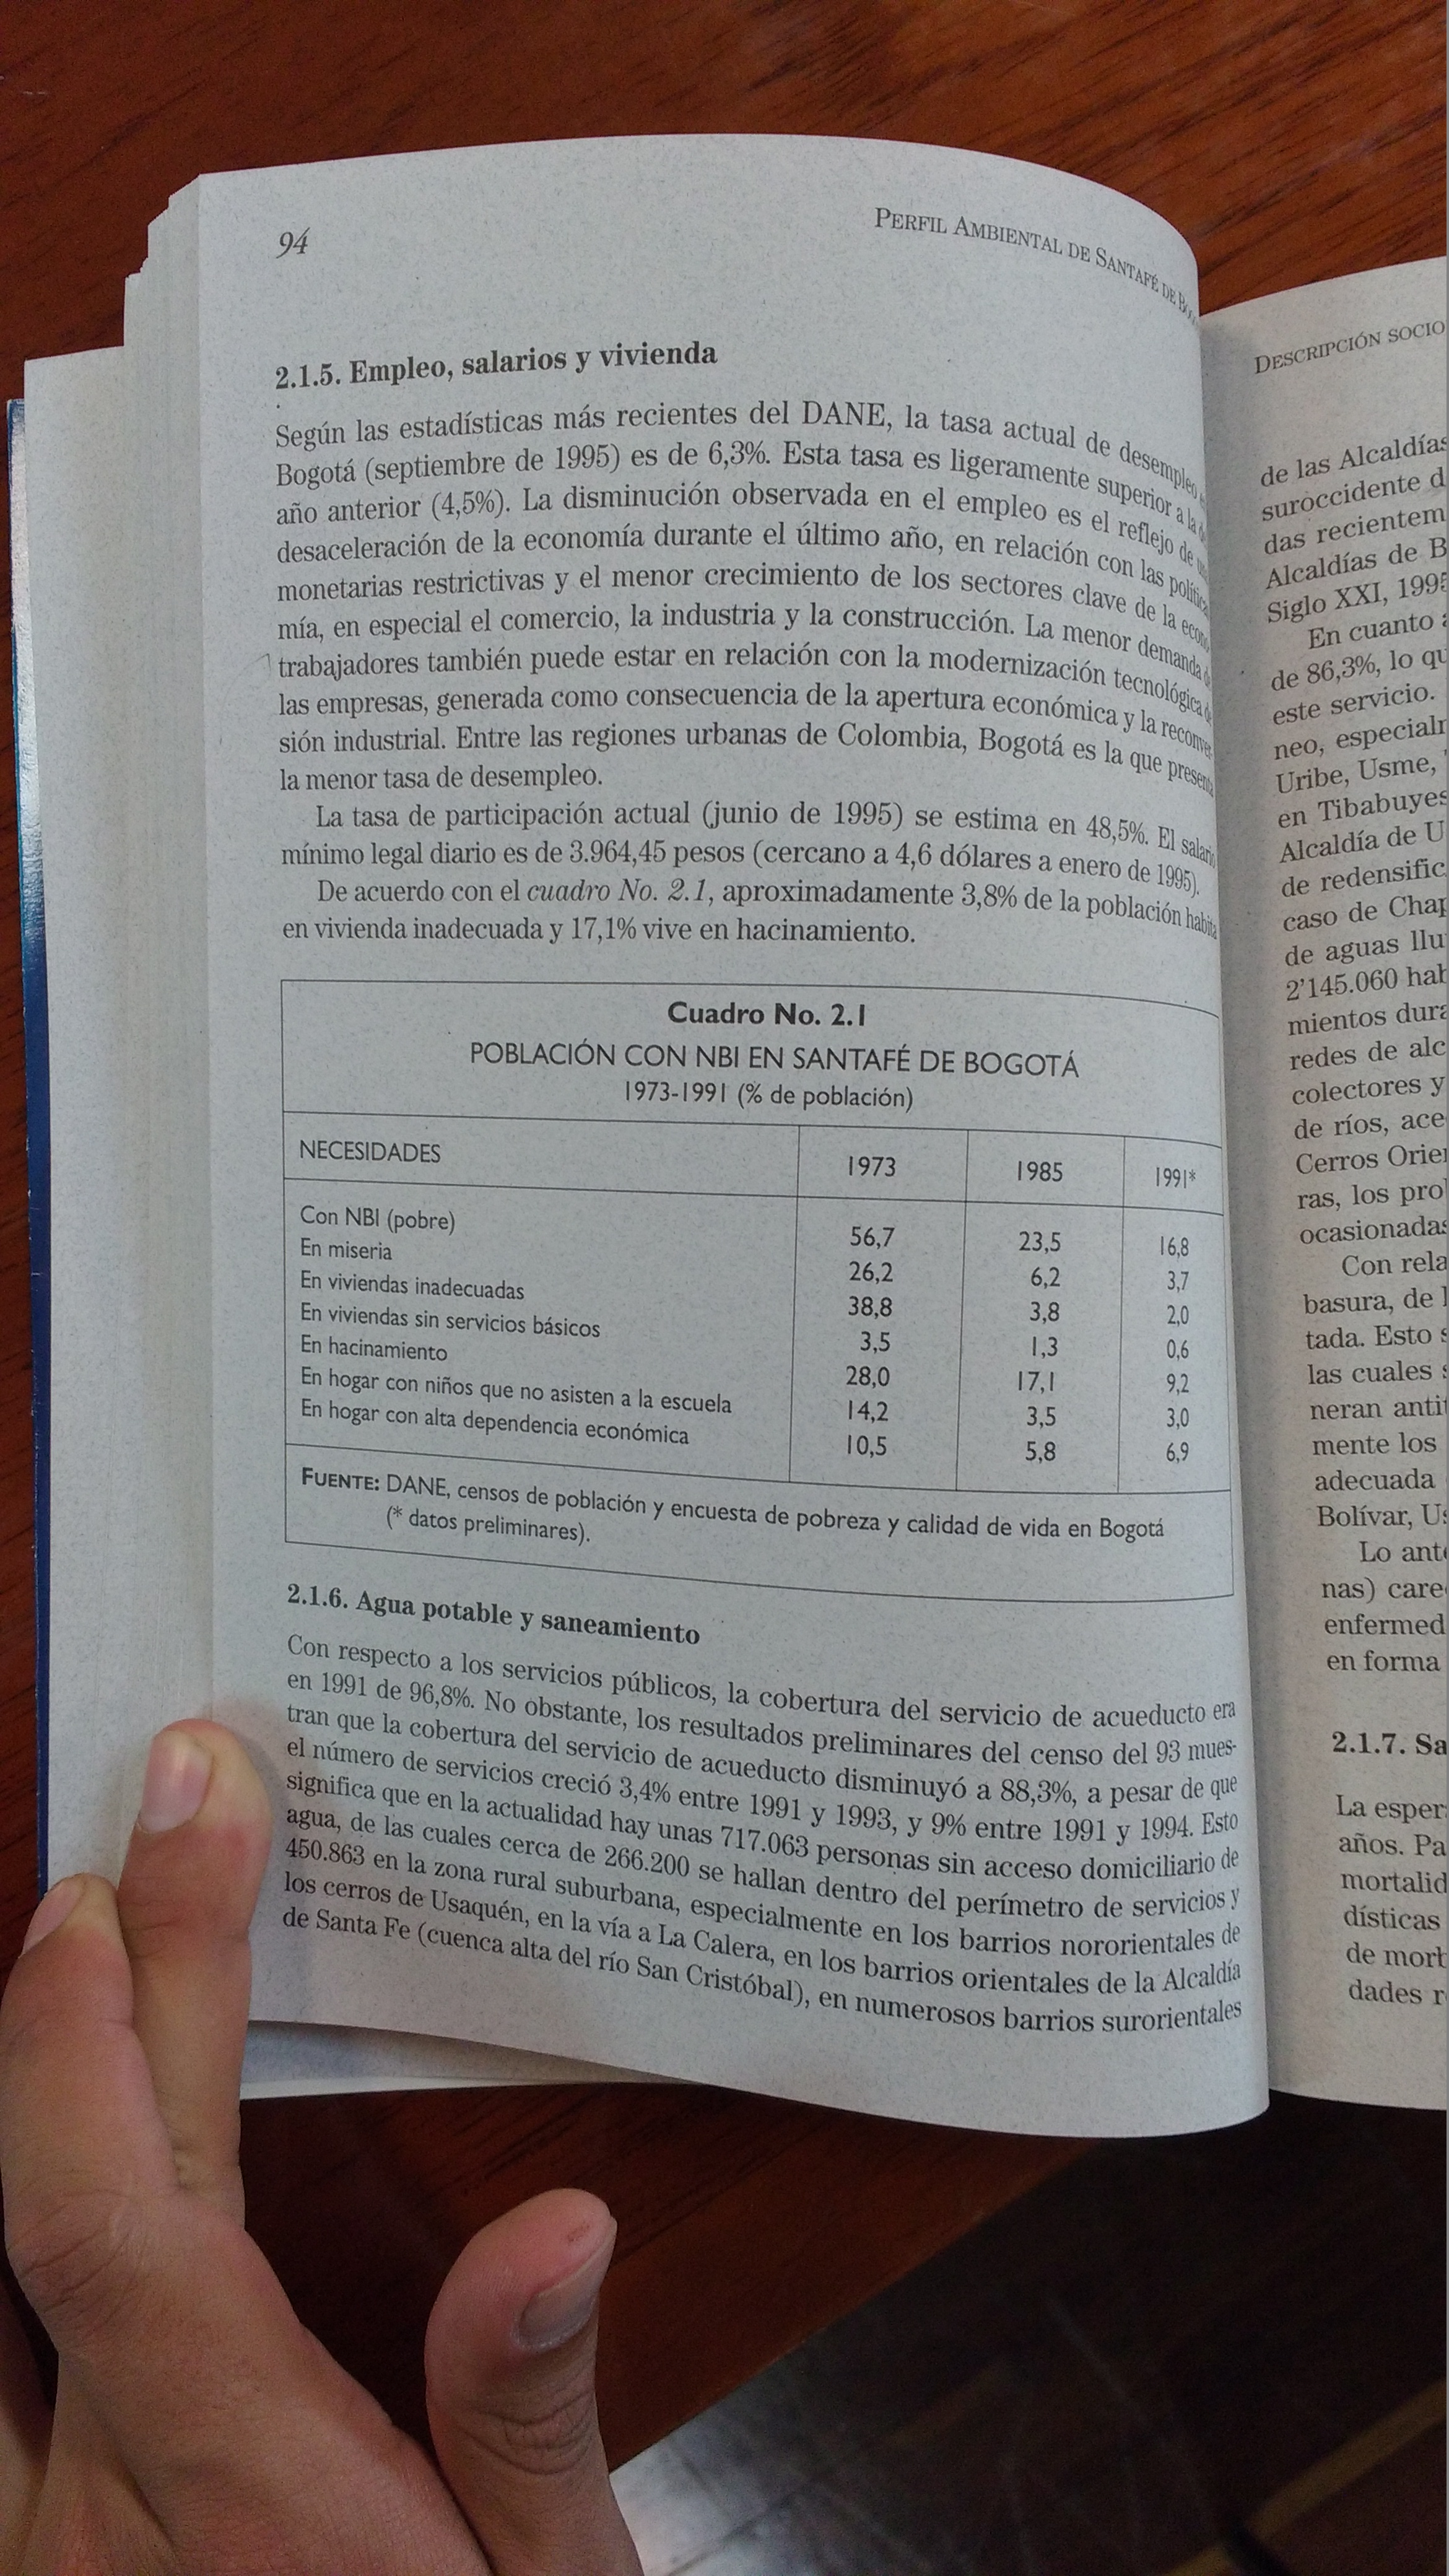 94
PERFIL AMBIENTAL DE SANTAFÉ DE
2.1.5. Empleo, salarios y vivienda
Según las estadísticas más recientes del DANE, la tasa actual de desempleo
Bogotá (septiembre de 1995) es de 6,3%. Esta tasa es ligeramente superior a la
año anterior (4,5%). La disminución observada en el empleo es el reflejo de
desaceleración de la economía durante el último año, en relación con las
monetarias restrictivas y el menor crecimiento de los sectores clave de la
mía, en especial el comercio, la industria y la construcción. La menor demanda
trabajadores también puede estar en relación con la modernización tecnológica
las empresas, generada como consecuencia de la apertura económica y la reconver-
sión industrial. Entre las regiones urbanas de Colombia, Bogotá es la que presenta
la menor tasa de desempleo.
La tasa de participación actual (junio de 1995) se estima en 48,5%. El salario
mínimo legal diario es de 3.964,45 pesos (cercano a 4,6 dólares a enero de 1995).
De acuerdo con el cuadro No. 2.1, aproximadamente 3,8% de la población habita
en vivienda inadecuada y 17,1% vive en hacinamiento.
Cuadro No. 2.1
POBLACIÓN CON NBI EN SANTAFÉ DE BOGOTÁ
1973-1991 (% de población)
NECESIDADES 1973 1985 1991*
Con NBI (pobre) 56,7 23,5 16,8
En miseria 26,2 6,2 3,7
En viviendas inadecuadas 38,8 3,8 2,0
En viviendas sin servicios básicos 3,5 1,3 0,6
En hacinamiento 28,0 17,1 9,2
En hogar con niños que no asisten a la escuela 14,2 3,5 3,0
En hogar con alta dependencia económica 10,5 5,8 6,9
FUENTE: DANE, censos de población y encuesta de pobreza y calidad de vida en Bogotá
(* datos preliminares).
2.1.6. Agua potable y saneamiento
Con respecto a los servicios públicos, la cobertura del servicio de acueducto era
en 1991 de 96,8%. No obstante, los resultados preliminares del censo del 93 mues-
tran que la cobertura del servicio de acueducto disminuyó a 88,3%, a pesar de que
el número de servicios creció 3,4% entre 1991 y 1993, y 9% entre 1991 y 1994. Esto
significa que en la actualidad hay unas 717.063 personas sin acceso domiciliario de
agua, de las cuales cerca de 266.200 se hallan dentro del perímetro de servicios y
450.863 en la zona rural suburbana, especialmente en los barrios nororientales de
los cerros de Usaquén, en la vía a La Calera, en los barrios orientales de la Alcaldía
de Santa Fe (cuenca alta del río San Cristóbal), en numerosos barrios surorientales
DESCRIPCIÓN SOCIO
de las Alcaldías
suroccidente d
das recientem
Alcaldías de B
Siglo XXI, 1995
En cuanto a
de 86,3%, lo qu
este servicio.
neo, especialm
Uribe, Usme,
en Tibabuyes
Alcaldía de U
de redensific
caso de Chap
de aguas llu
2'145.060 hab
mientos dura
redes de alc
colectores y
de ríos, ace
Cerros Orie
ras, los pro
ocasionadas
Con rela
basura, de l
tada. Esto s
las cuales s
neran antit
mente los
adecuada
Bolívar, Us
Lo ante
nas) care
enfermed
en forma
2.1.7. Sa
La esper
años. Pa
mortalid
dísticas
de mort
dades r